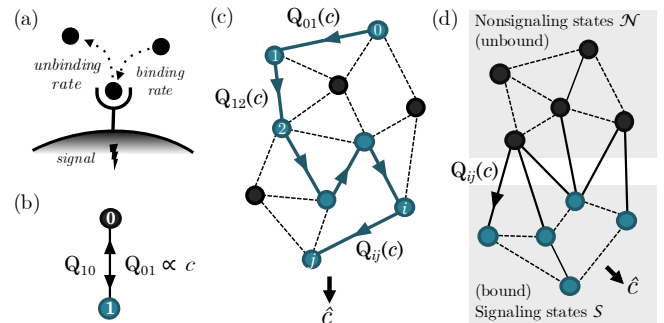 (a)
unbinding
rate
binding
rate
signal
(b)
0
Q10
Q01 ∝ c
1
(c)
Q01(c)
0
1
Q12(c)
2
i
Qij(c)
j
ĉ
(d)
Nonsignaling states 𝒩
(unbound)
Qij(c)
ĉ
(bound)
Signaling states 𝒮